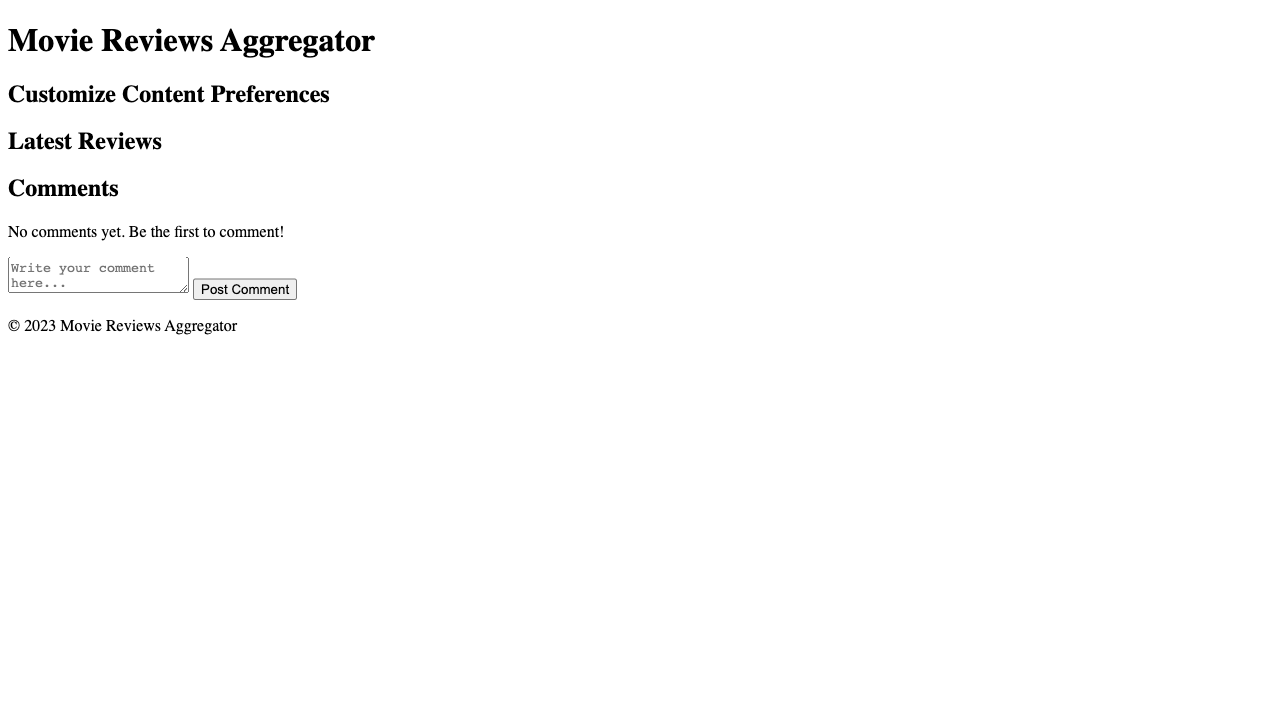 Movie Reviews Aggregator
Customize Content Preferences
Latest Reviews
Comments
No comments yet. Be the first to comment!
Write your comment
here...
Post Comment
© 2023 Movie Reviews Aggregator